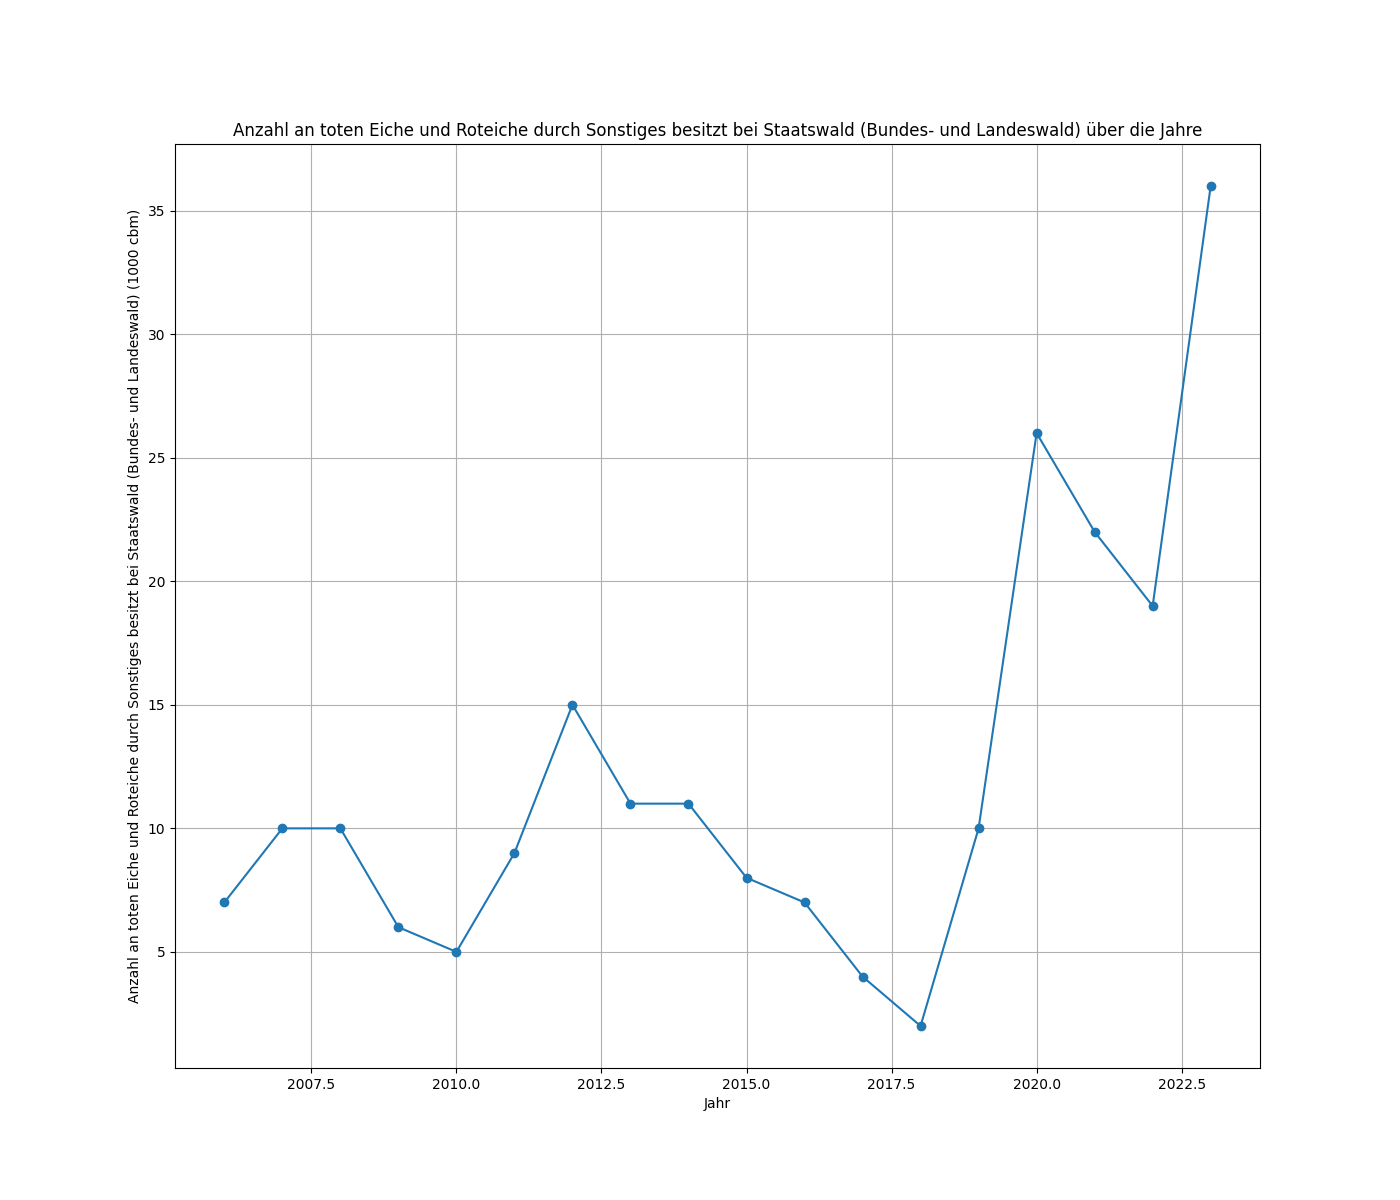 Anzahl an toten Eiche und Roteiche durch Sonstiges besitzt bei Staatswald (Bundes- und Landeswald) über die Jahre
Anzahl an toten Eiche und Roteiche durch Sonstiges besitzt bei Staatswald (Bundes- und Landeswald) (1000 cbm)
35
30
25
20
15
10
5
2007.5 2010.0 2012.5 2015.0 2017.5 2020.0 2022.5
Jahr